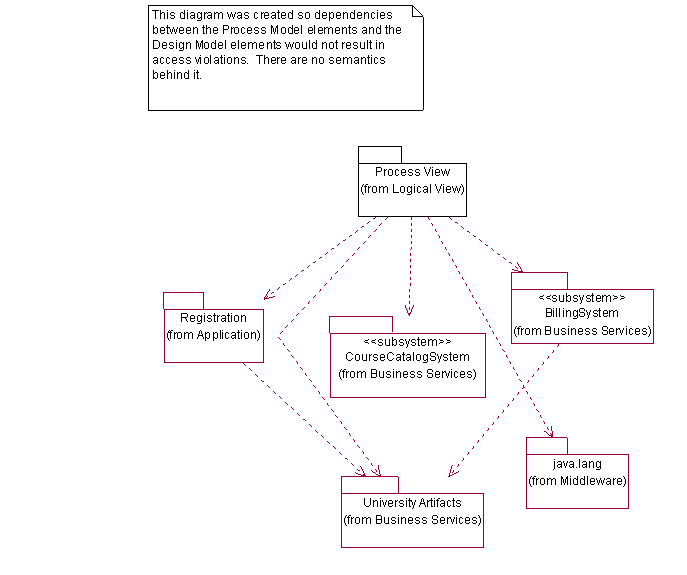 This diagram was created so dependencies
between the Process Model elements and the
Design Model elements would not result in
access violations.  There are no semantics
behind it.
Process View
(from Logical View)
Registration
(from Application)
<<subsystem>>
CourseCatalogSystem
(from Business Services)
<<subsystem>>
BillingSystem
(from Business Services)
java.lang
(from Middleware)
University Artifacts
(from Business Services)